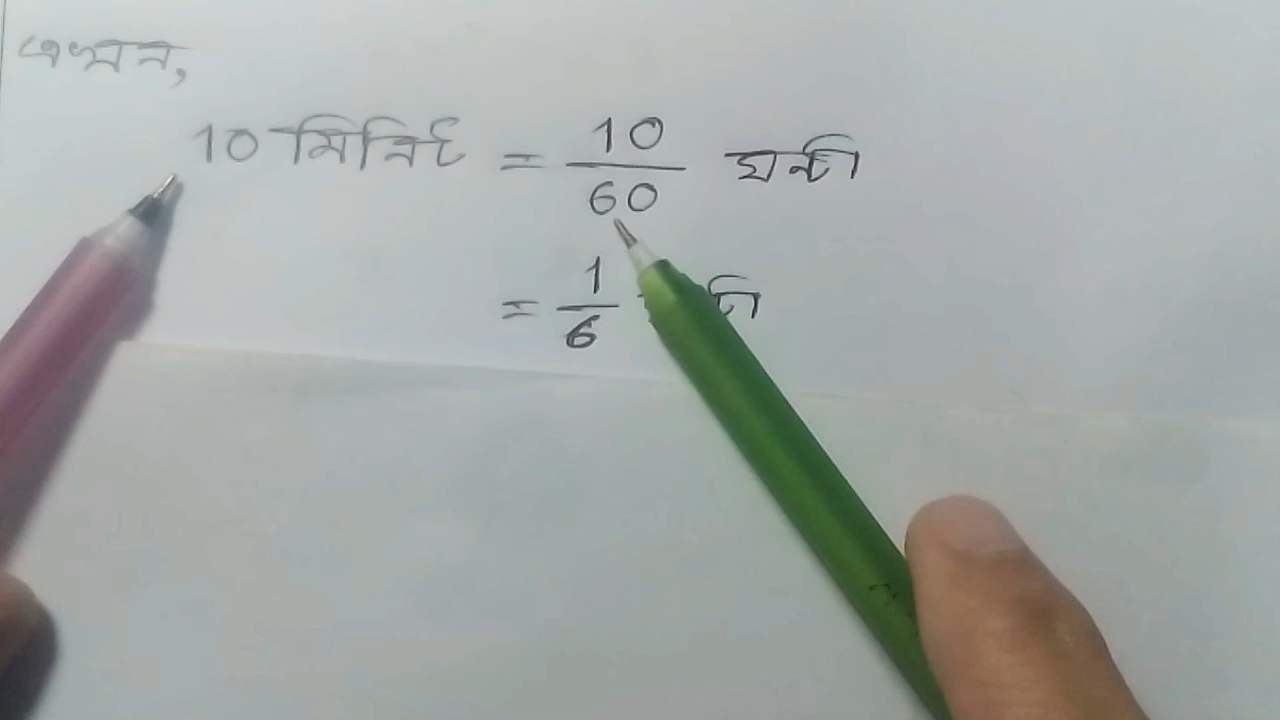 এখন,
10 মিনিট = 10/60 ঘন্টা
= 1/6